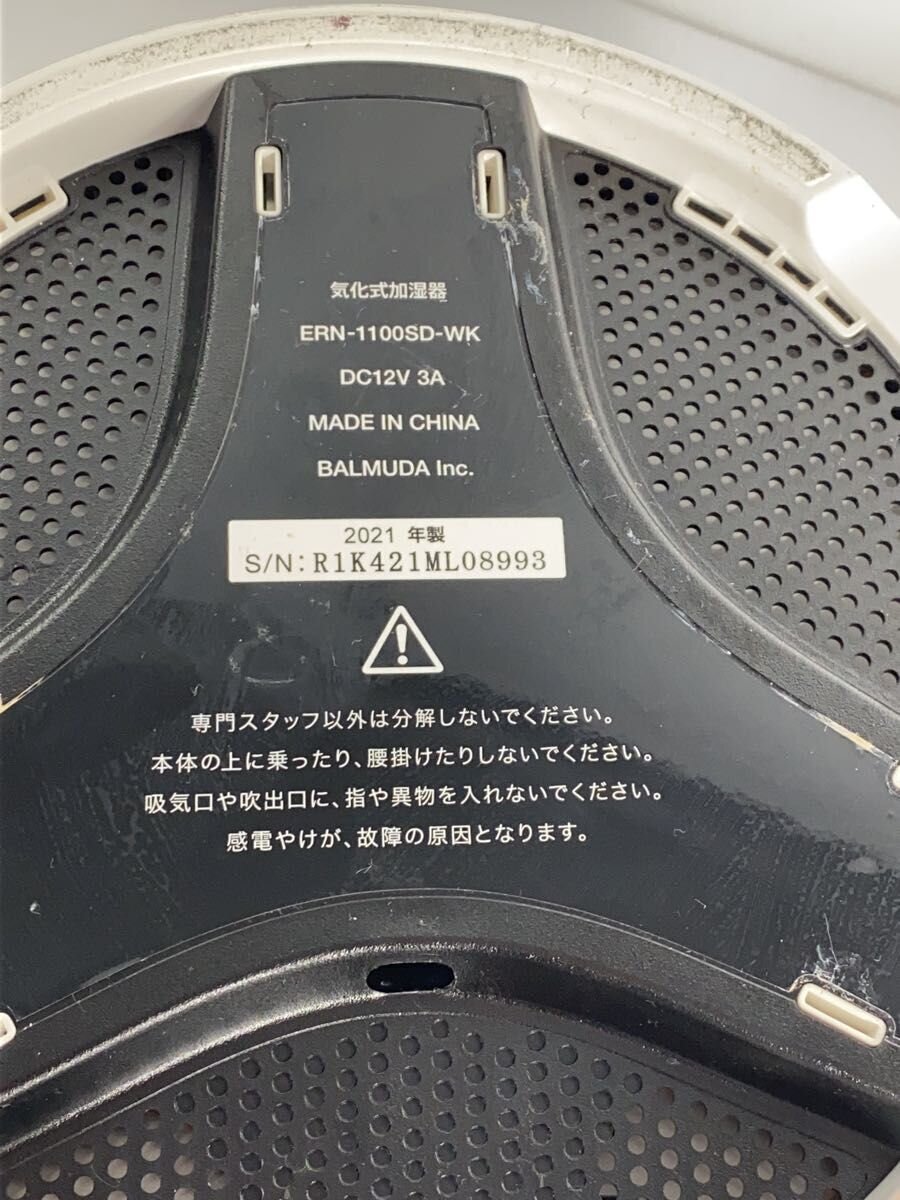 気化式加湿器
ERN-1100SD-WK
DC12V 3A
MADE IN CHINA
BALMUDA Inc.
2021 年製
S/N: R1K421ML08993
専門スタッフ以外は分解しないでください。
本体の上に乗ったり、腰掛けたりしないでください。
吸気口や吹出口に、指や異物を入れないでください。
感電やけが、故障の原因となります。